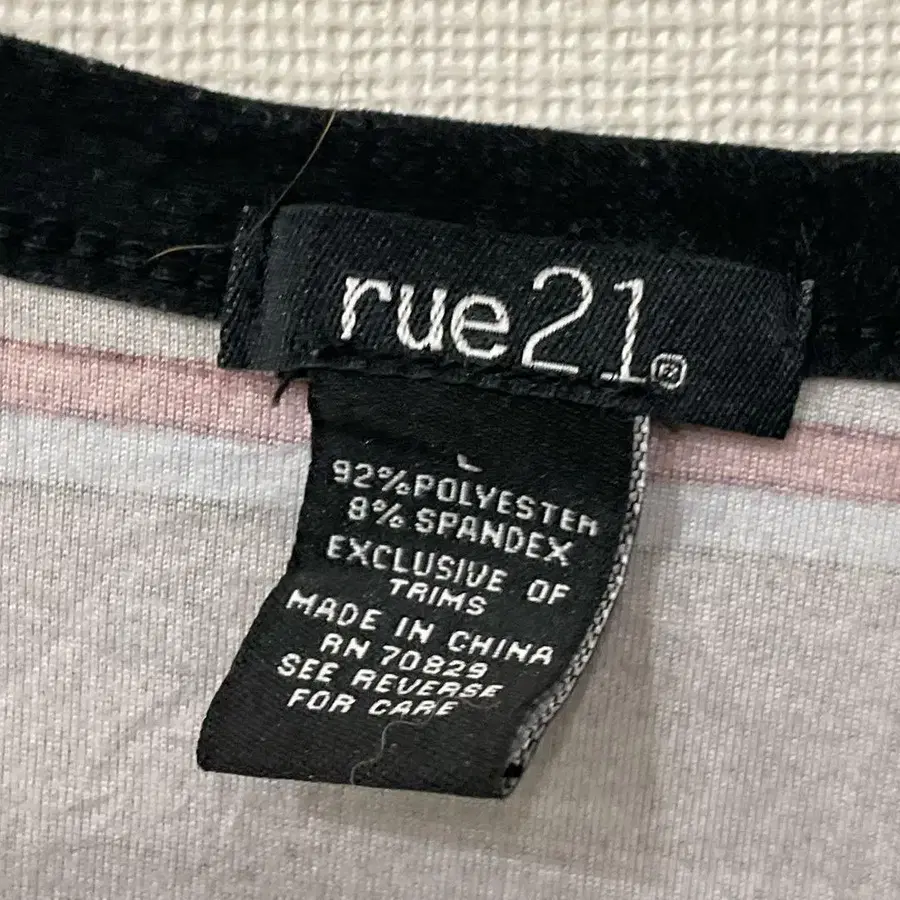 rue21®
L
92% POLYESTER
8% SPANDEX
EXCLUSIVE OF
TRIMS
MADE IN CHINA
RN 70829
SEE REVERSE
FOR CARE